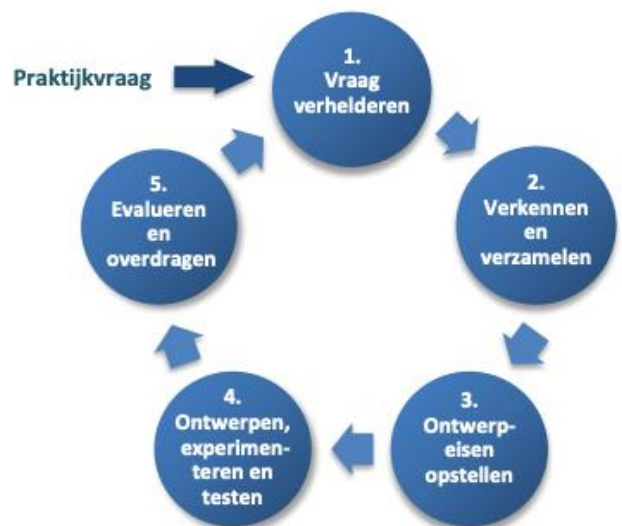 Praktijkvraag
1.
Vraag
verhelderen
2.
Verkennen
en
verzamelen
3.
Ontwerp-
eisen
opstellen
4.
Ontwerpen,
experimen-
teren en
testen
5.
Evalueren
en
overdragen